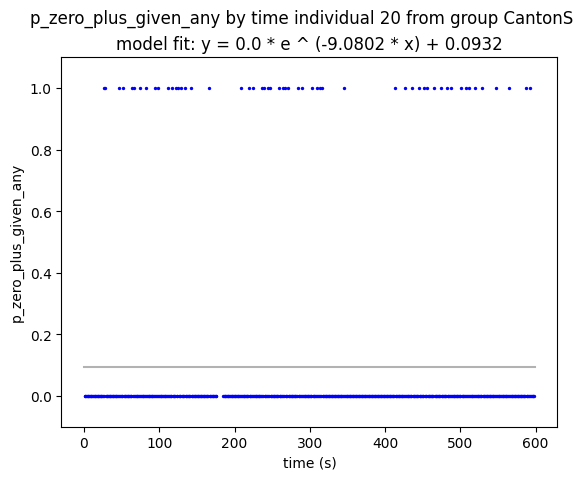 p_zero_plus_given_any by time individual 20 from group CantonS
model fit: y = 0.0 * e ^ (-9.0802 * x) + 0.0932
p_zero_plus_given_any
1.0
0.8
0.6
0.4
0.2
0.0
0 100 200 300 400 500 600
time (s)